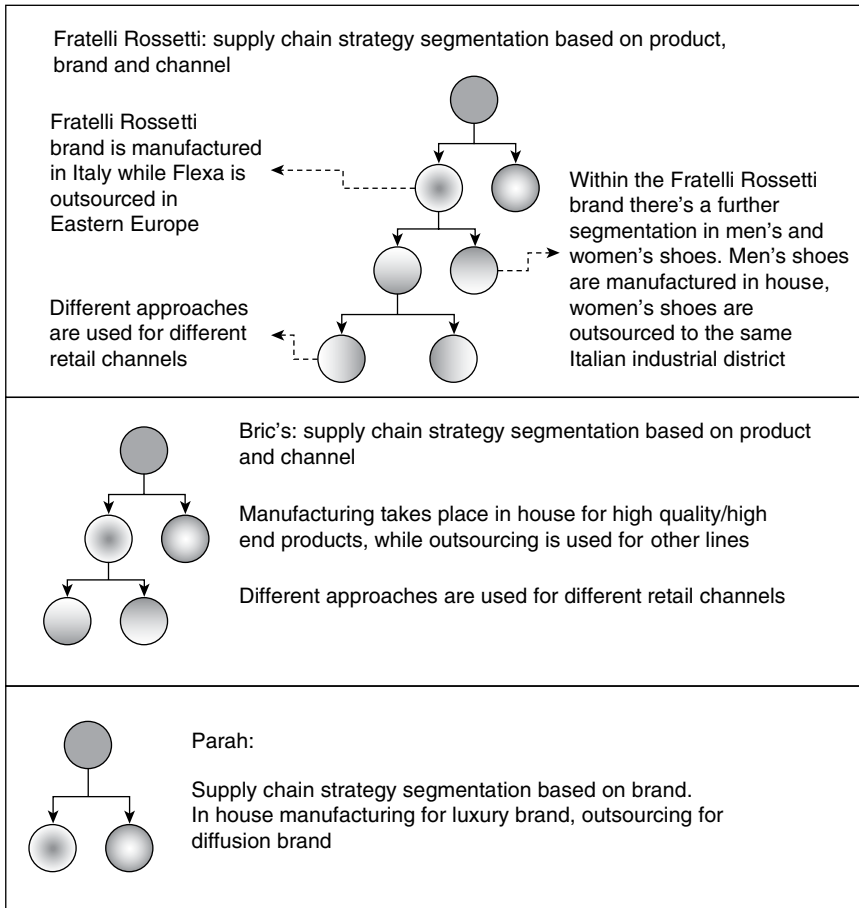 Fratelli Rossetti: supply chain strategy segmentation based on product,
brand and channel
Fratelli Rossetti
brand is manufactured
in Italy while Flexa is
outsourced in
Eastern Europe
Within the Fratelli Rossetti
brand there's a further
segmentation in men's and
women's shoes. Men's shoes
are manufactured in house,
women's shoes are
outsourced to the same
Italian industrial district
Different approaches
are used for different
retail channels
Bric's: supply chain strategy segmentation based on product
and channel
Manufacturing takes place in house for high quality/high
end products, while outsourcing is used for other lines
Different approaches are used for different retail channels
Parah:
Supply chain strategy segmentation based on brand.
In house manufacturing for luxury brand, outsourcing for
diffusion brand